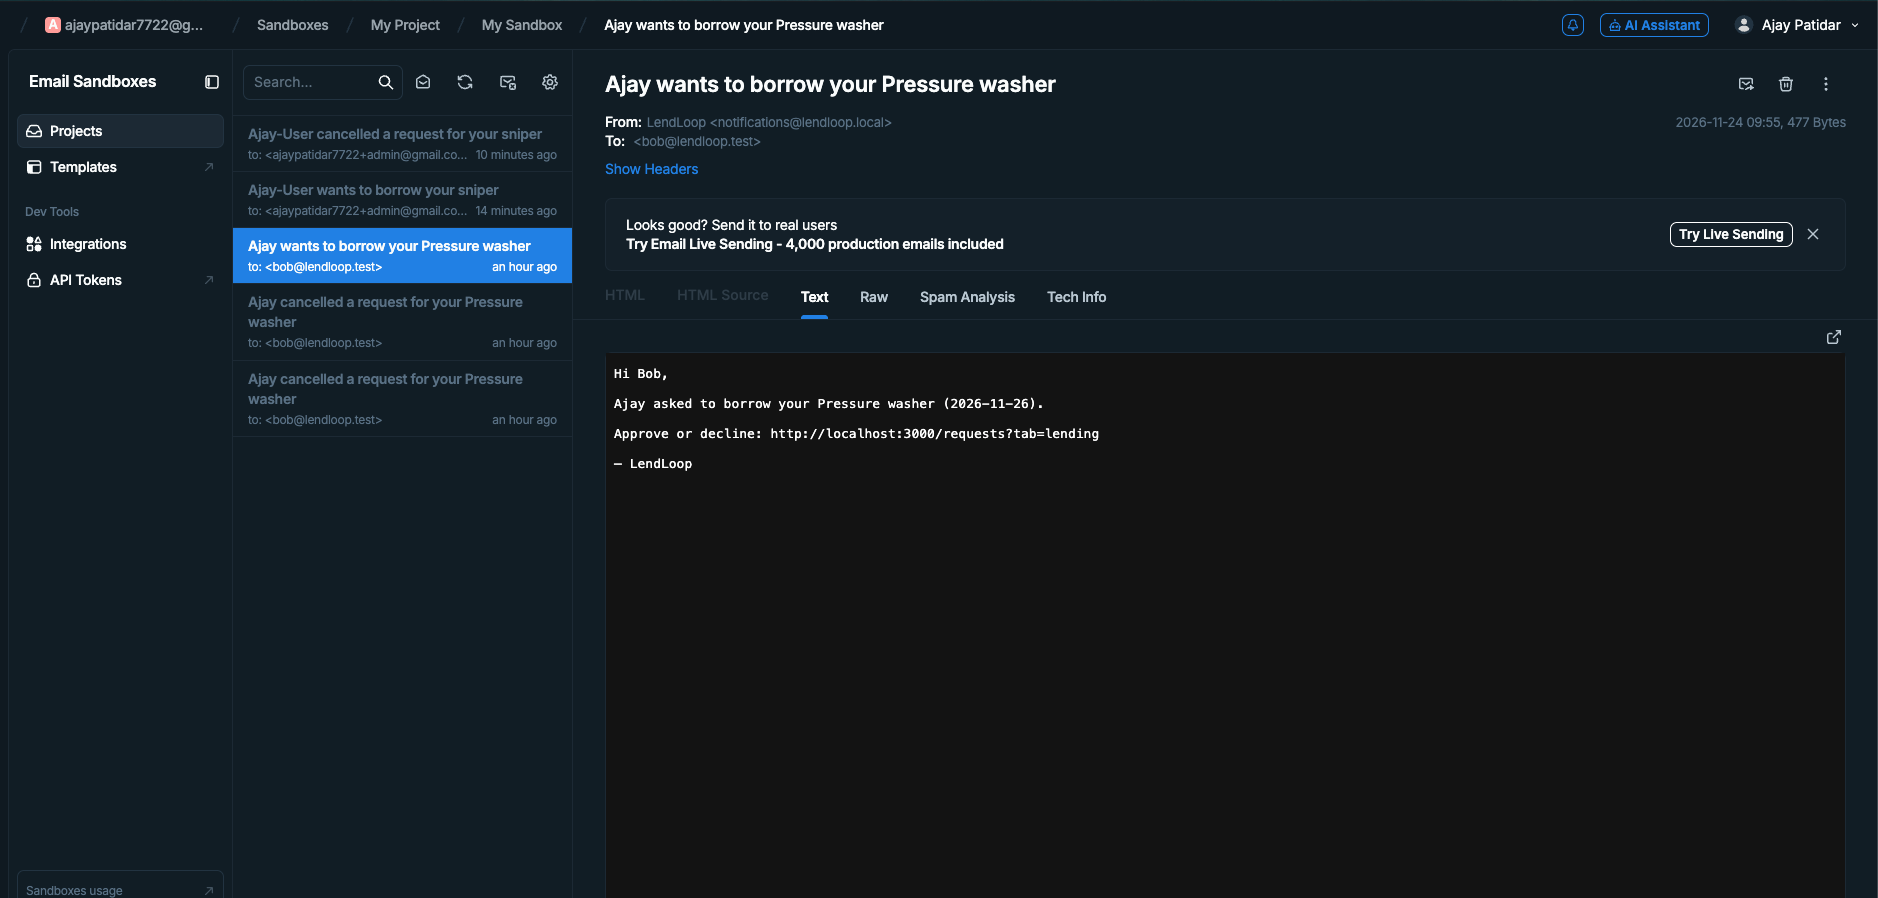 / A ajaypatidar7722@g... / Sandboxes / My Project / My Sandbox / Ajay wants to borrow your Pressure washer
AI Assistant
Ajay Patidar
Email Sandboxes
Projects
Templates
Dev Tools
Integrations
API Tokens
Sandboxes usage
Search...
Ajay-User cancelled a request for your sniper
to: <ajaypatidar7722+admin@gmail.co... 10 minutes ago
Ajay-User wants to borrow your sniper
to: <ajaypatidar7722+admin@gmail.co... 14 minutes ago
Ajay wants to borrow your Pressure washer
to: <bob@lendloop.test> an hour ago
Ajay cancelled a request for your Pressure
washer
to: <bob@lendloop.test> an hour ago
Ajay cancelled a request for your Pressure
washer
to: <bob@lendloop.test> an hour ago
Ajay wants to borrow your Pressure washer
From: LendLoop <notifications@lendloop.local>
2026-11-24 09:55, 477 Bytes
To: <bob@lendloop.test>
Show Headers
Looks good? Send it to real users
Try Email Live Sending - 4,000 production emails included
Try Live Sending
HTML HTML Source Text Raw Spam Analysis Tech Info
Hi Bob,
Ajay asked to borrow your Pressure washer (2026-11-26).
Approve or decline: http://localhost:3000/requests?tab=lending
— LendLoop